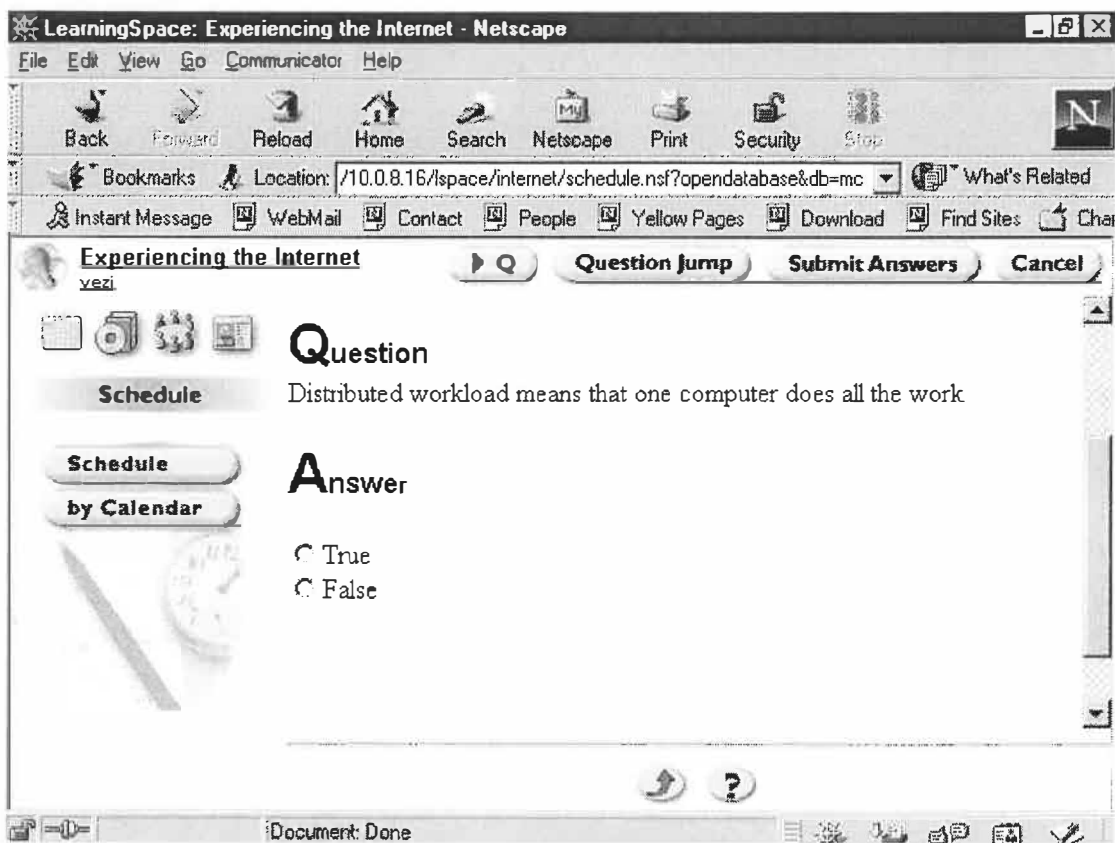 LearningSpace: Experiencing the Internet - Netscape
File Edit View Go Communicator Help
Back Forward Reload Home Search Netscape Print Security Stop
My
N
Bookmarks Location: /10.0.8.16/lspace/internet/schedule.nsf?opendatabase&db=mc What's Related
Instant Message WebMail Contact People Yellow Pages Download Find Sites Chan
Experiencing the Internet
vezi
Q Question Jump Submit Answers Cancel
Question
Schedule
Distributed workload means that one computer does all the work
Schedule
by Calendar
Answer
True
False
?
Document: Done